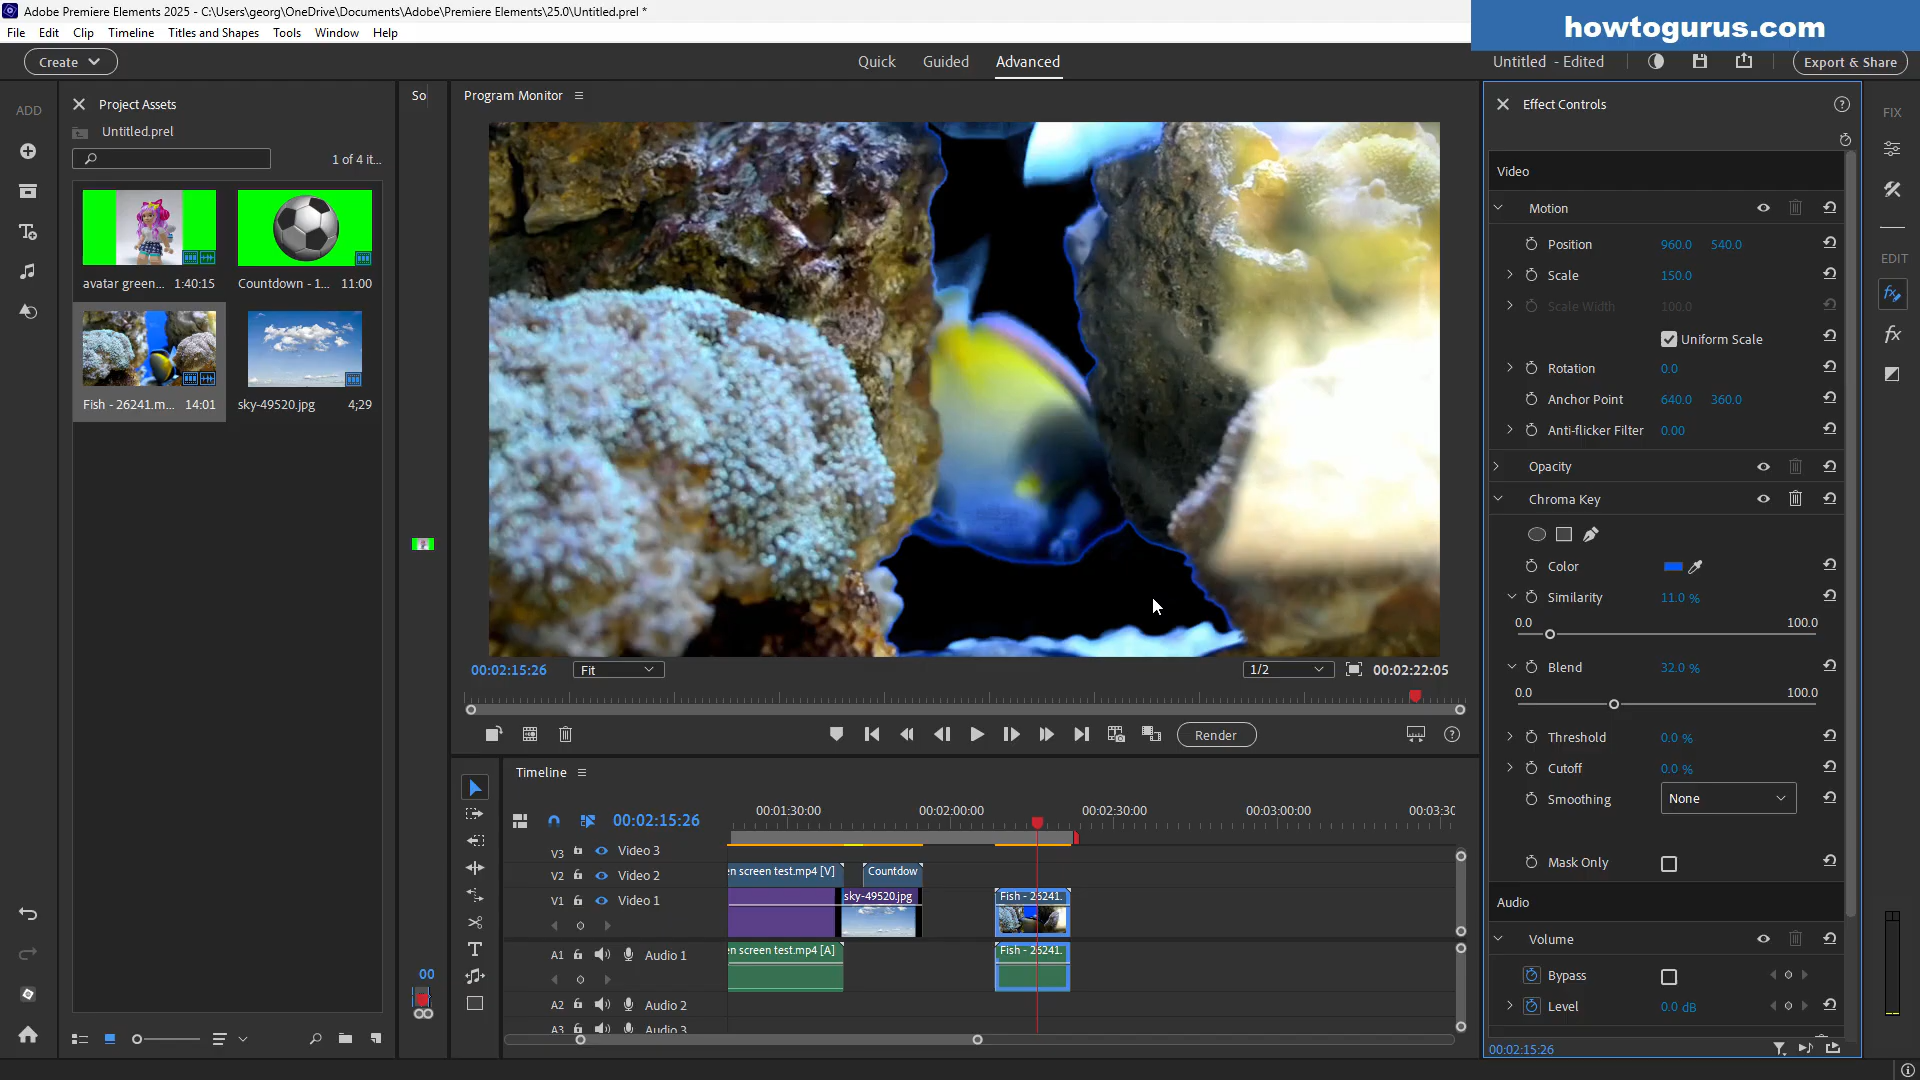 Adobe Premiere Elements 2025 - C:\Users\georg\OneDrive\Documents\Adobe\Premiere Elements\25.0\Untitled.prel *
howtogurus.com
File Edit Clip Timeline Titles and Shapes Tools Window Help
Create
Quick Guided Advanced
Untitled - Edited
Export & Share
ADD
Project Assets
Untitled.prel
1 of 4 it...
avatar green... 1:40:15
Countdown - 1... 11:00
Fish - 26241.m... 14:01
sky-49520.jpg 4;29
So
00
Program Monitor
00:02:15:26
Fit
1/2
00:02:22:05
Render
Timeline
00:02:15:26
00:01:30:00 00:02:00:00 00:02:30:00 00:03:00:00 00:03:30
V3 Video 3
V2 Video 2
en screen test.mp4 [V]
Countdow
V1 Video 1
sky-49520.jpg
Fish - 26241.
A1 Audio 1
en screen test.mp4 [A]
Fish - 26241.
A2 Audio 2
A3 Audio 3
Effect Controls
Video
Motion
Position 960.0 540.0
Scale 150.0
Scale Width 100.0
Uniform Scale
Rotation 0.0
Anchor Point 640.0 360.0
Anti-flicker Filter 0.00
Opacity
Chroma Key
Color
Similarity 11.0 %
0.0 100.0
Blend 32.0 %
0.0 100.0
Threshold 0.0 %
Cutoff 0.0 %
Smoothing None
Mask Only
Audio
Volume
Bypass
Level 0.0 dB
00:02:15:26
FIX
EDIT